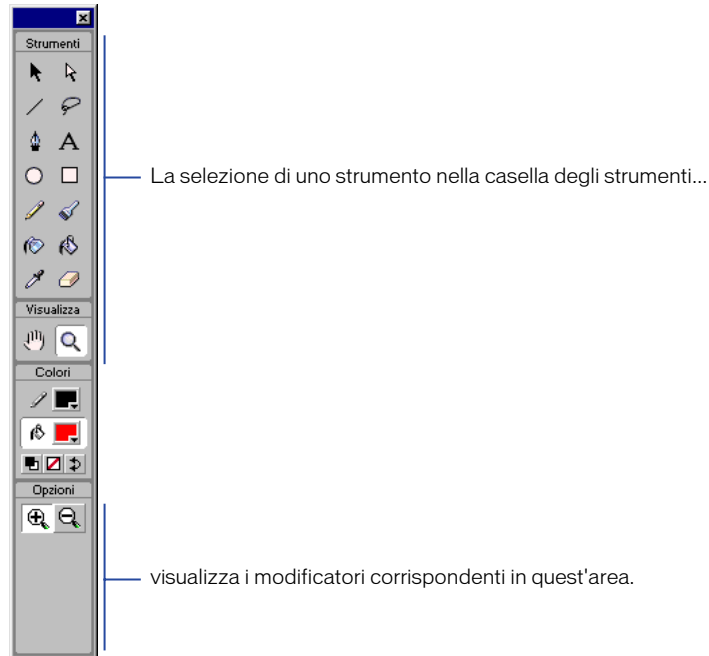 Strumenti
A
La selezione di uno strumento nella casella degli strumenti...
Visualizza
Colori
Opzioni
visualizza i modificatori corrispondenti in quest'area.